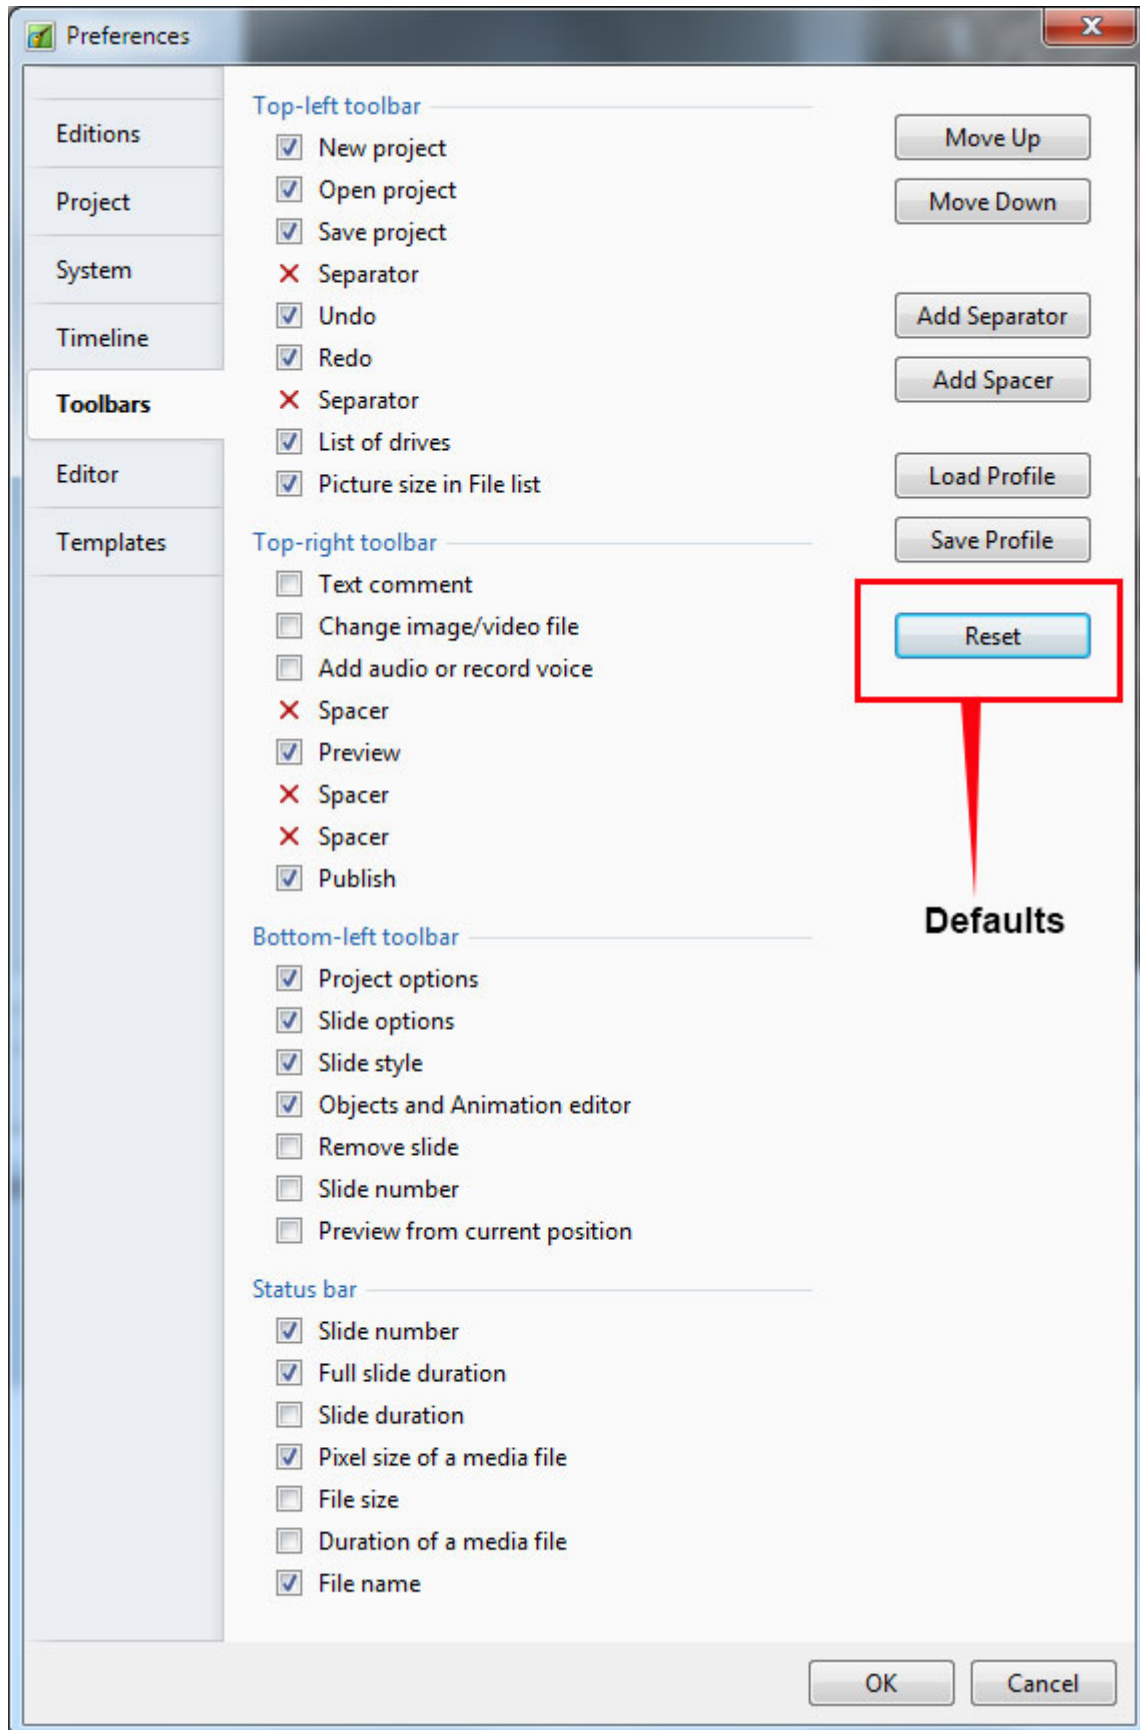 Preferences
Editions
Project
System
Timeline
Toolbars
Editor
Templates
Top-left toolbar
New project
Open project
Save project
Separator
Undo
Redo
Separator
List of drives
Picture size in File list
Top-right toolbar
Text comment
Change image/video file
Add audio or record voice
Spacer
Preview
Spacer
Spacer
Publish
Bottom-left toolbar
Project options
Slide options
Slide style
Objects and Animation editor
Remove slide
Slide number
Preview from current position
Status bar
Slide number
Full slide duration
Slide duration
Pixel size of a media file
File size
Duration of a media file
File name
Move Up
Move Down
Add Separator
Add Spacer
Load Profile
Save Profile
Reset
Defaults
OK
Cancel